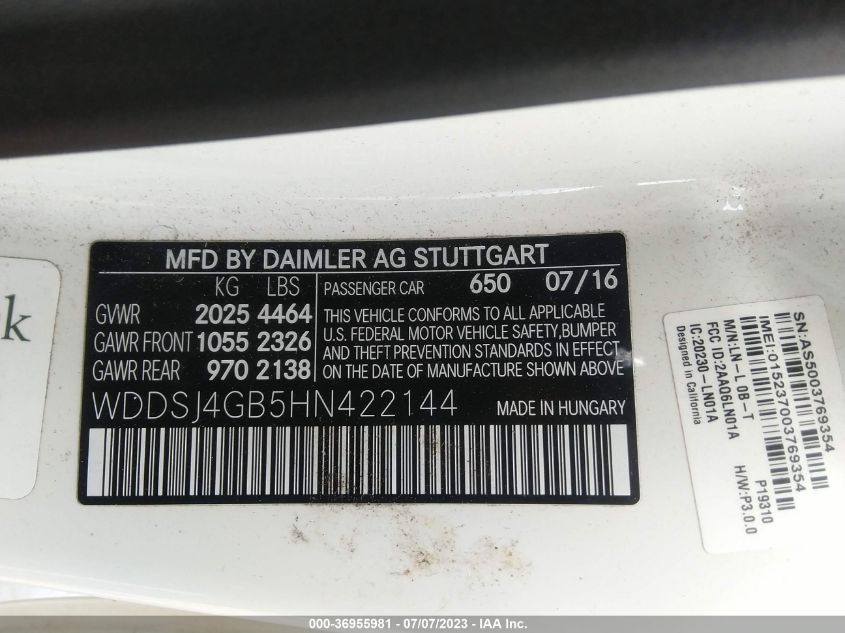 MFD BY DAIMLER AG STUTTGART
KG LBS
GVWR 2025 4464
GAWR FRONT 1055 2326
GAWR REAR 970 2138
PASSENGER CAR 650 07/16
THIS VEHICLE CONFORMS TO ALL APPLICABLE
U.S. FEDERAL MOTOR VEHICLE SAFETY,BUMPER
AND THEFT PREVENTION STANDARDS IN EFFECT
ON THE DATE OF MANUFACTURE SHOWN ABOVE
WDDSJ4GB5HN422144 MADE IN HUNGARY
k
SN:AS5003769354
IMEI:015237003769354
M/N:LN-L 0B-T P19310
FCC ID:2AAQ6LN01A H/W:P3.0.0
IC:20230-LN01A
Designed in California
000-36955981 - 07/07/2023 - IAA Inc.